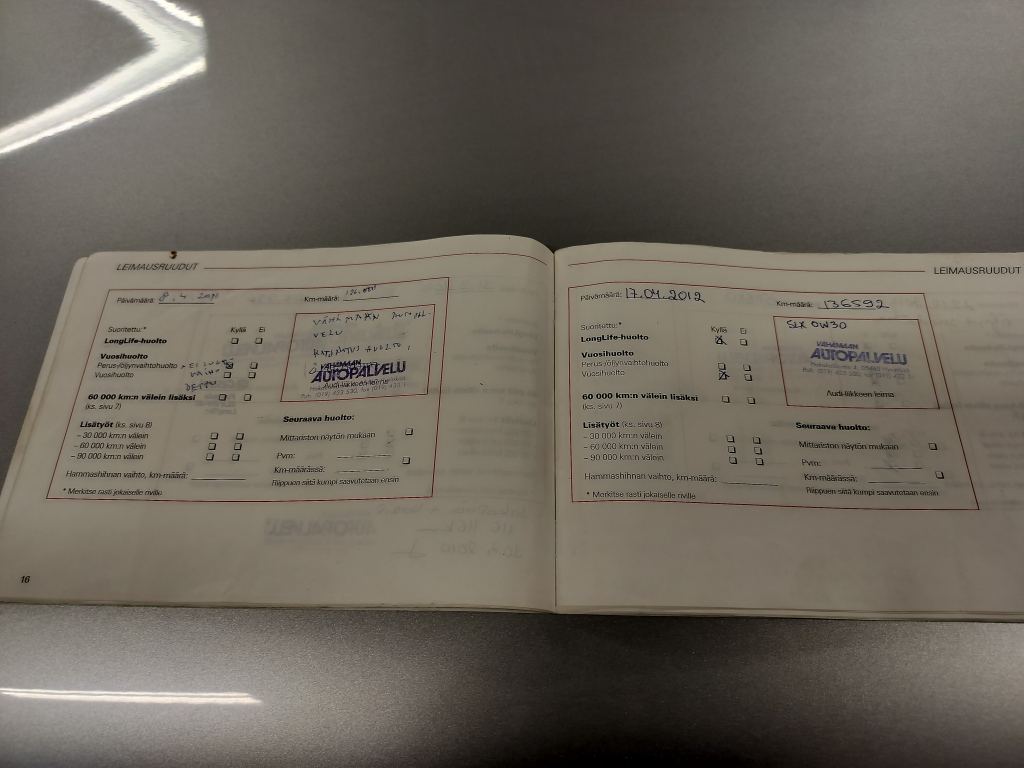 LEIMAUSRUUDUT
Päivämäärä: 8.4.
Km-määrä: 126.000
Suoritettu:* Kyllä Ei
LongLife-huolto
Vuosihuolto
Perus-/öljynvaihtohuolto
Vuosihuolto
60 000 km:n välein lisäksi
(ks. sivu 7)
Lisätyöt (ks. sivu 8)
– 30 000 km:n välein
– 60 000 km:n välein
– 90 000 km:n välein
Hammashihnan vaihto, km-määrä:
* Merkitse rasti jokaiselle riville
VELU
VÄHÄMAAN
AUTOPALVELU
Audi-liikkeen leima
Seuraava huolto:
Mittariston näytön mukaan
Pvm:
Km-määrässä:
Riippuen siitä kumpi saavutetaan ensin
16
LEIMAUSRUUDUT
Päivämäärä: 17.04.2012
Km-määrä: 136592
Suoritettu:* Kyllä Ei
LongLife-huolto
Vuosihuolto
Perus-/öljynvaihtohuolto
Vuosihuolto
60 000 km:n välein lisäksi
(ks. sivu 7)
Lisätyöt (ks. sivu 8)
– 30 000 km:n välein
– 60 000 km:n välein
– 90 000 km:n välein
Hammashihnan vaihto, km-määrä:
* Merkitse rasti jokaiselle riville
SLX 0W30
VÄHÄMAAN
AUTOPALVELU
Audi-liikkeen leima
Seuraava huolto:
Mittariston näytön mukaan
Pvm:
Km-määrässä:
Riippuen siitä kumpi saavutetaan ensin